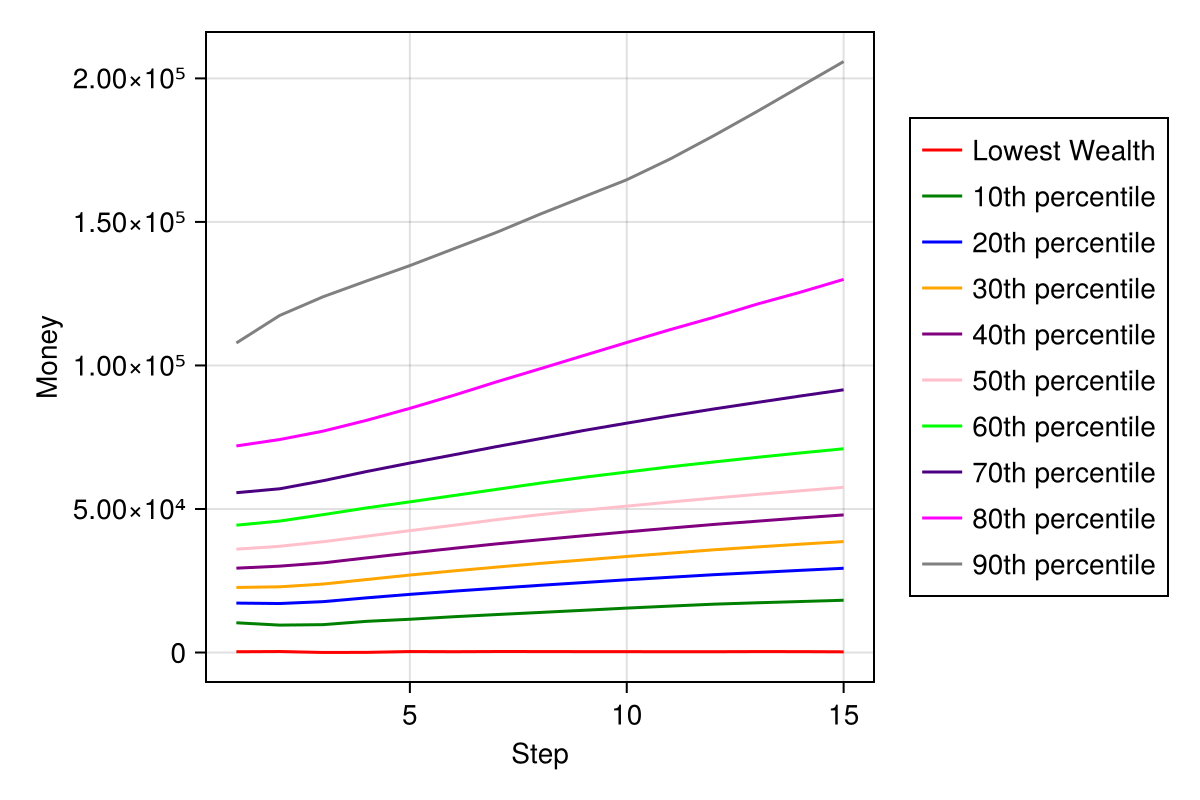 2.00×10⁵
1.50×10⁵
1.00×10⁵
5.00×10⁴
0
Money
5 10 15
Step
Lowest Wealth
10th percentile
20th percentile
30th percentile
40th percentile
50th percentile
60th percentile
70th percentile
80th percentile
90th percentile